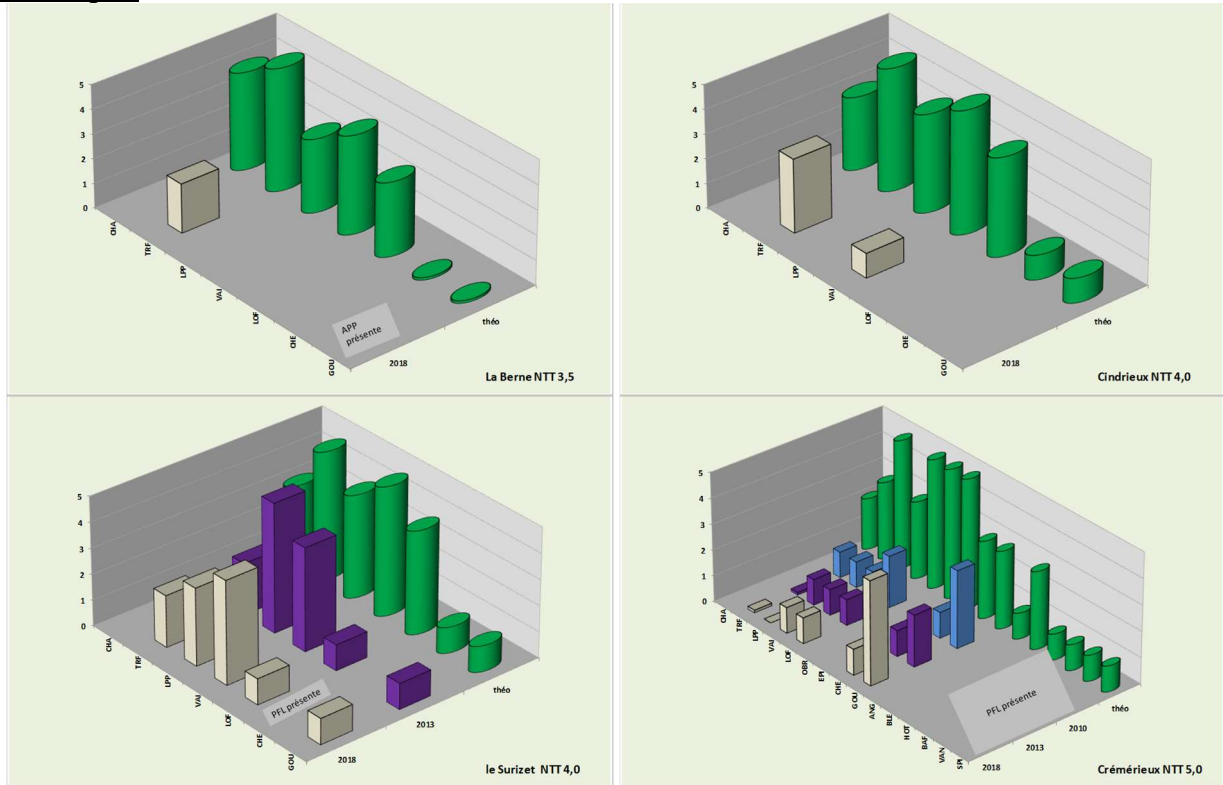 5
4
3
2
1
0
CHA
TRF
LPP
VAI
LOF
CHE
GOU
APP
présente
2018
théo
La Berne NTT 3,5
5
4
3
2
1
0
CHA
TRF
LPP
VAI
LOF
CHE
GOU
2018
théo
Cindrieux NTT 4,0
5
4
3
2
1
0
CHA
TRF
LPP
VAI
LOF
CHE
GOU
PFL présente
2018
2013
théo
le Surizet NTT 4,0
5
4
3
2
1
0
CHA
TRF
LPP
VAI
LOF
OBR
EPI
CHE
GOU
ANG
BLE
HOT
BAF
VAN
SPI
PFL présente
2018
2013
2010
théo
Crémérieux NTT 5,0